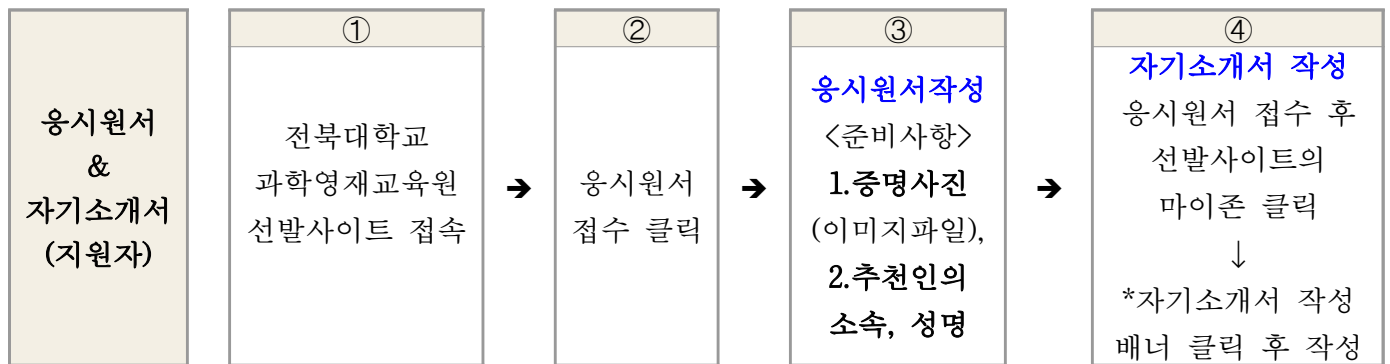 응시원서
&
자기소개서
(지원자)
①
전북대학교
과학영재교육원
선발사이트 접속
➔
②
응시원서
접수 클릭
➔
③
응시원서작성
<준비사항>
1.증명사진
(이미지파일),
2.추천인의
소속, 성명
➔
④
자기소개서 작성
응시원서 접수 후
선발사이트의
마이존 클릭
↓
*자기소개서 작성
배너 클릭 후 작성